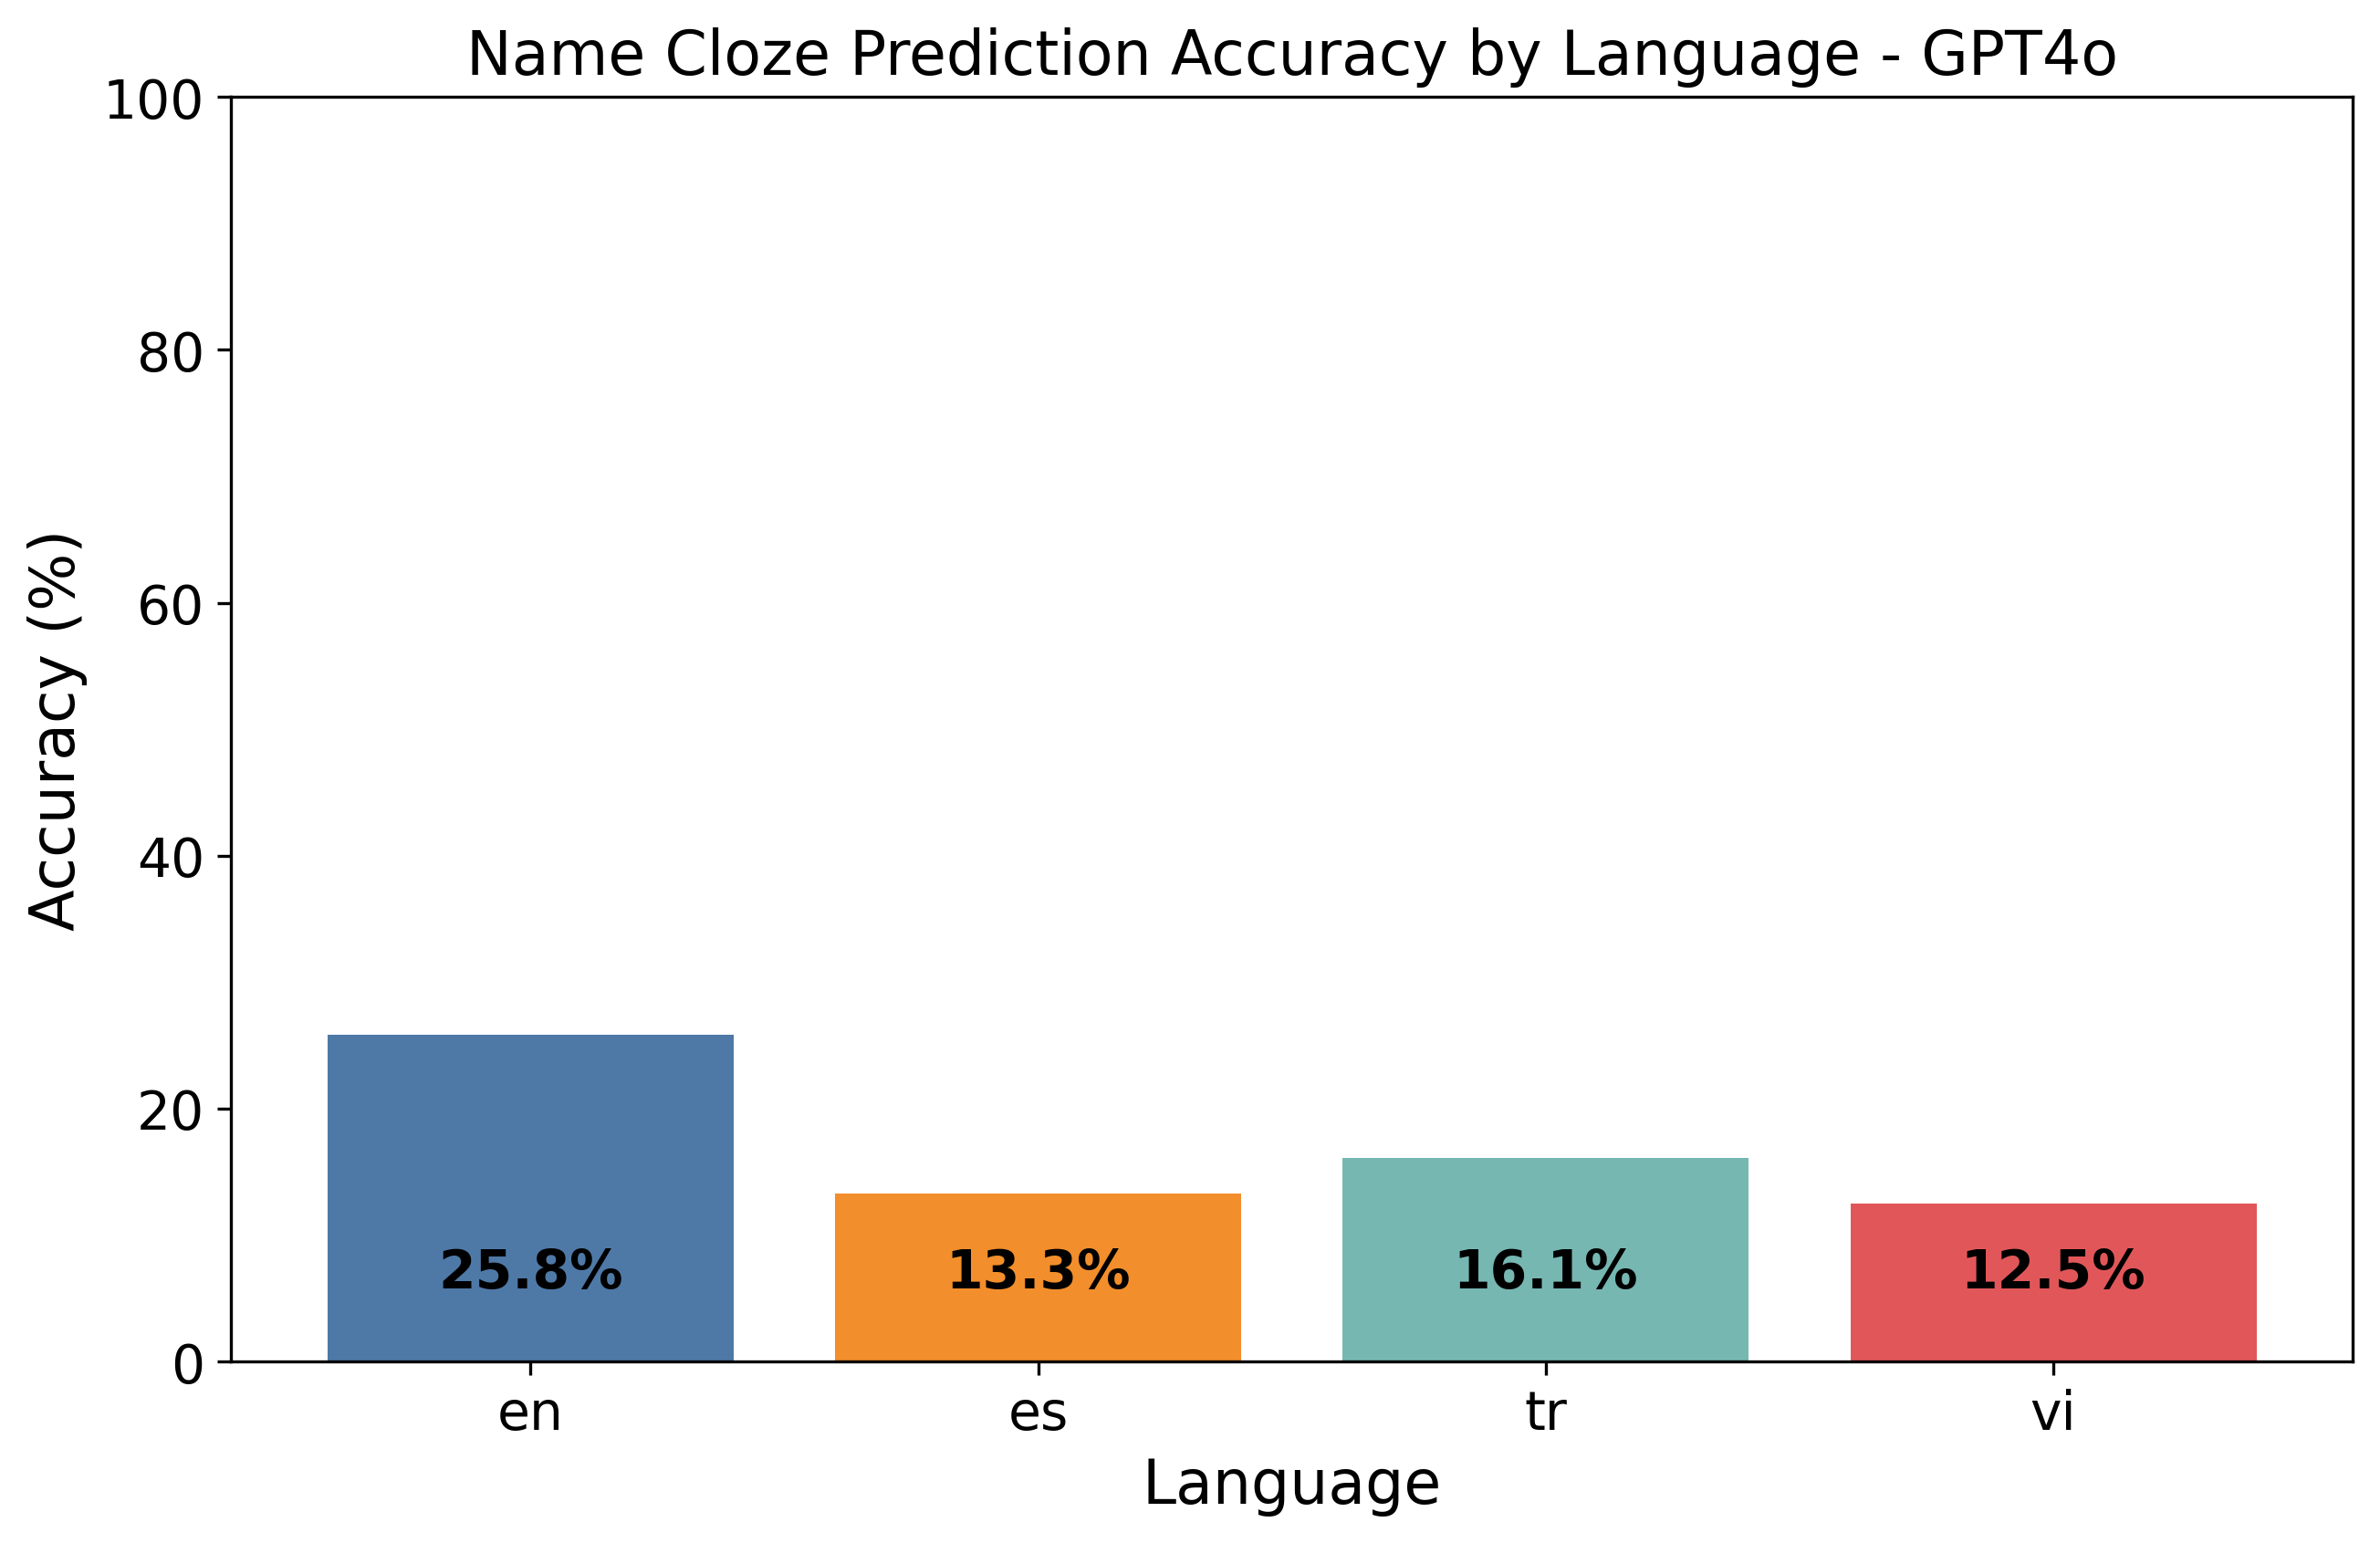 Name Cloze Prediction Accuracy by Language - GPT4o
Accuracy (%)
100
80
60
40
20
0
25.8%
13.3%
16.1%
12.5%
en
es
tr
vi
Language